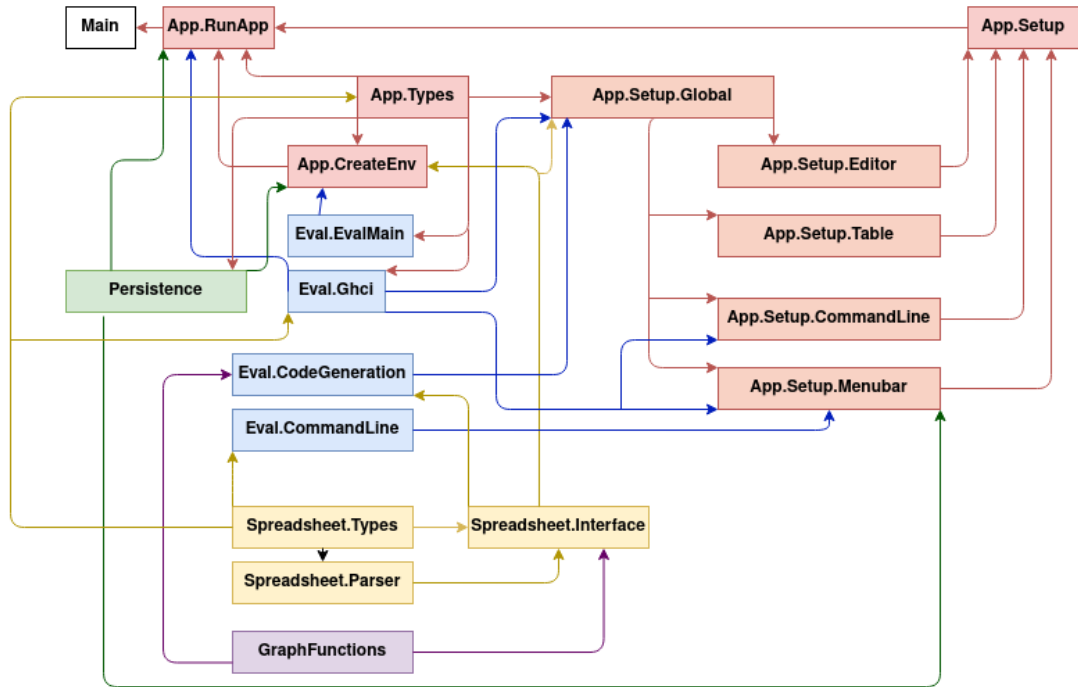 Main
App.RunApp
App.Setup
App.Types
App.Setup.Global
App.CreateEnv
App.Setup.Editor
Eval.EvalMain
App.Setup.Table
Persistence
Eval.Ghci
App.Setup.CommandLine
Eval.CodeGeneration
App.Setup.Menubar
Eval.CommandLine
Spreadsheet.Types
Spreadsheet.Interface
Spreadsheet.Parser
GraphFunctions